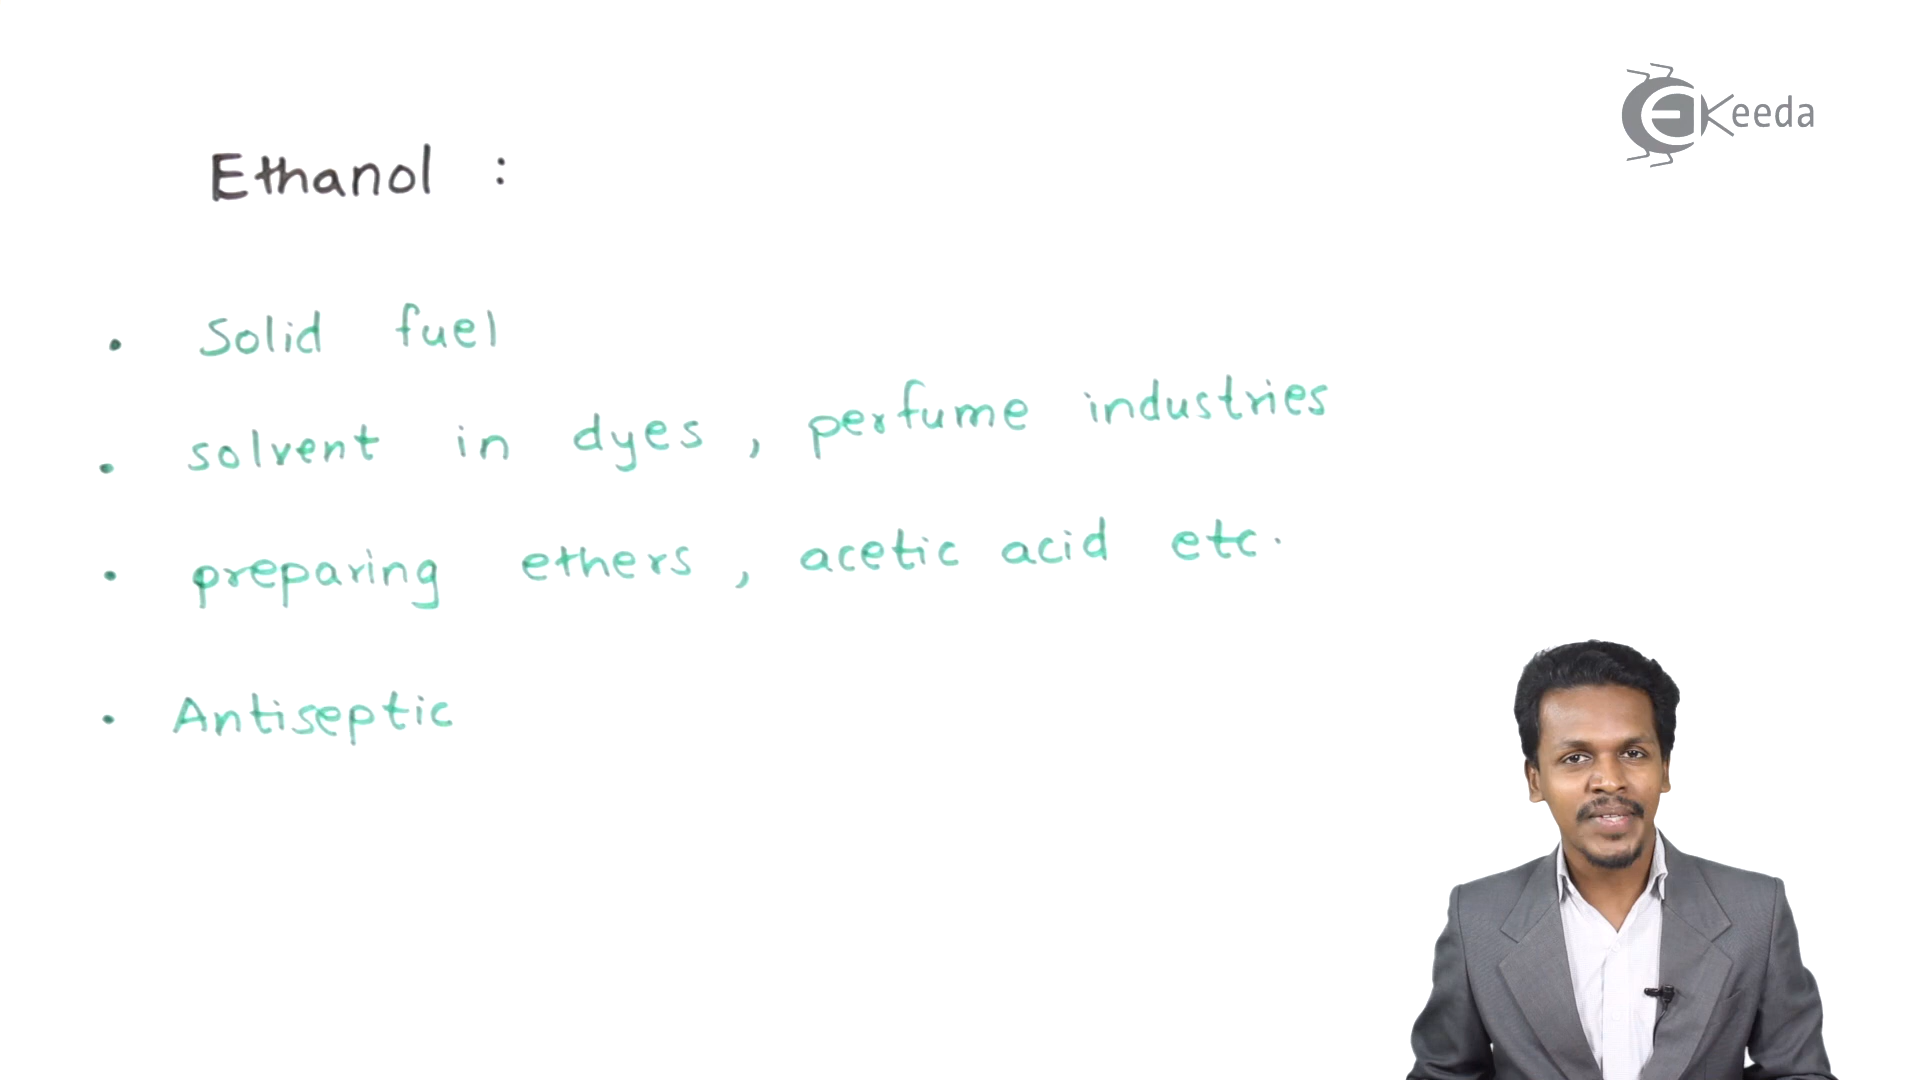 EKeeda
Ethanol :
• Solid fuel
• solvent in dyes , perfume industries
• preparing ethers , acetic acid etc.
• Antiseptic